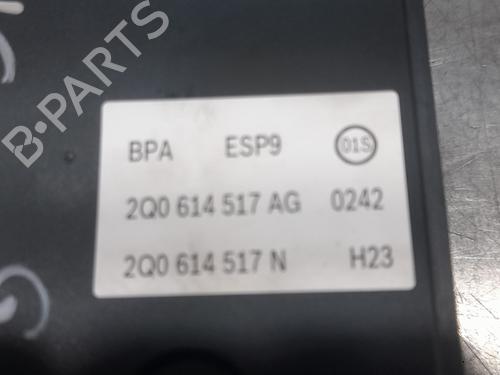 B-PARTS
BPA ESP9 01S
2Q0 614 517 AG 0242
2Q0 614 517 N H23